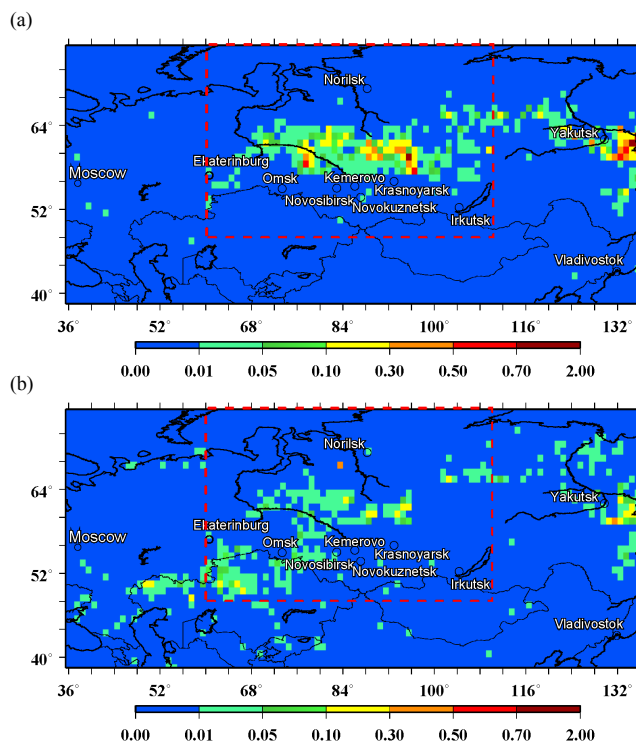 (a)
Norilsk
64°
Yakutsk
Ekaterinburg
Moscow
Omsk
Kemerovo
Krasnoyarsk
52°
Novosibirsk
Novokuznetsk
Irkutsk
Vladivostok
40°
36°
52°
68°
84°
100°
116°
132°
0.00
0.01
0.05
0.10
0.30
0.50
0.70
2.00
(b)
Norilsk
64°
Yakutsk
Ekaterinburg
Moscow
Omsk
Kemerovo
Krasnoyarsk
Novosibirsk
Novokuznetsk
52°
Irkutsk
Vladivostok
40°
36°
52°
68°
84°
100°
116°
132°
0.00
0.01
0.05
0.10
0.30
0.50
0.70
2.00